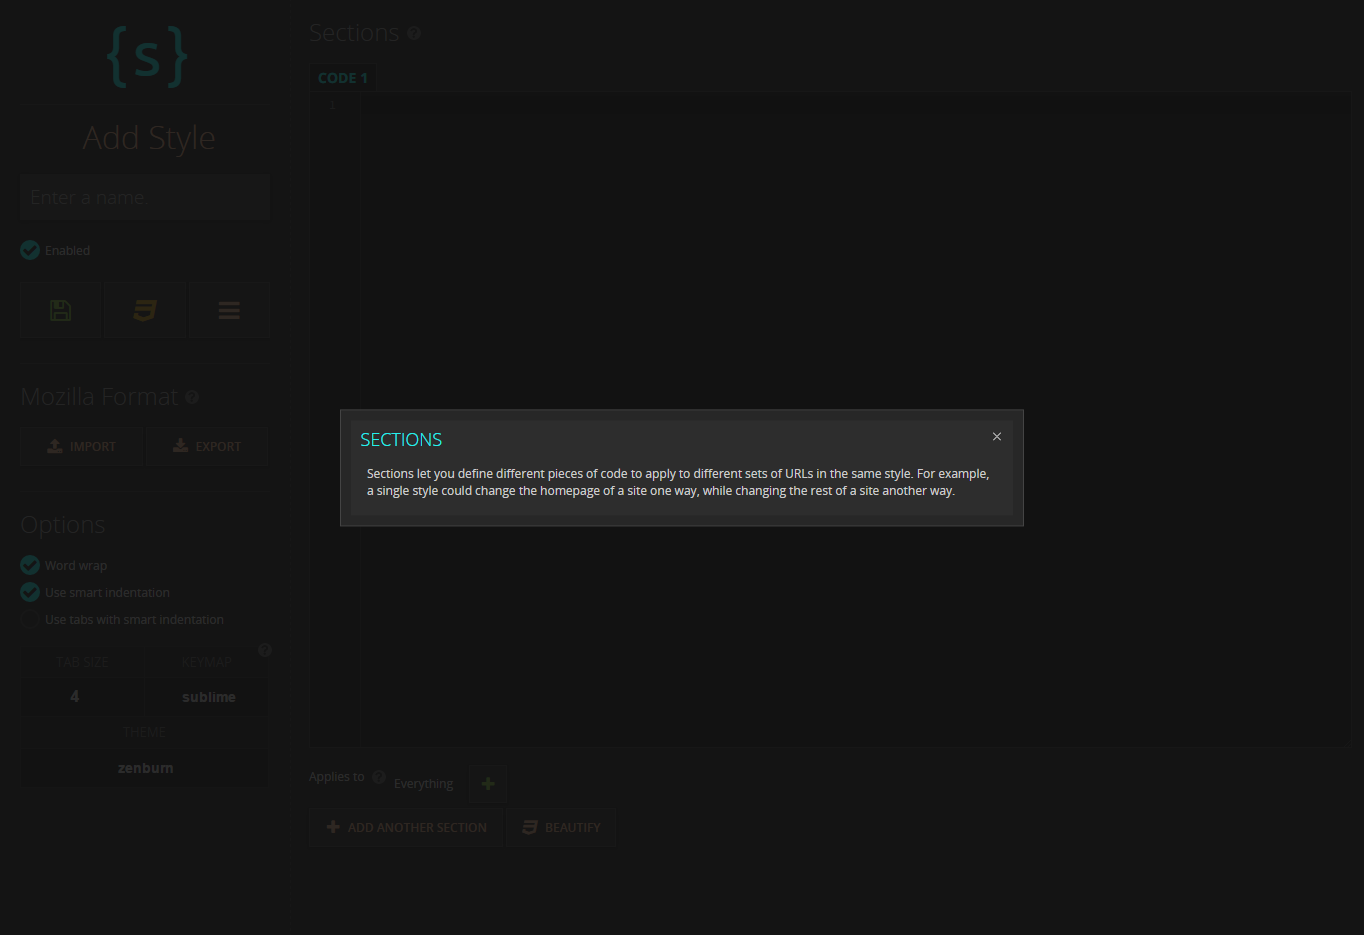 {s}
Add Style
Enter a name
Enabled
Mozilla Format
IMPORT
EXPORT
Options
Word wrap
Use smart indentation
Use tabs with smart indentation
TAB SIZE
KEYMAP
4
sublime
THEME
zenburn
Sections
CODE 1
1
SECTIONS
×
Sections let you define different pieces of code to apply to different sets of URLs in the same style. For example,
a single style could change the homepage of a site one way, while changing the rest of a site another way.
Applies to
Everything
ADD ANOTHER SECTION
BEAUTIFY